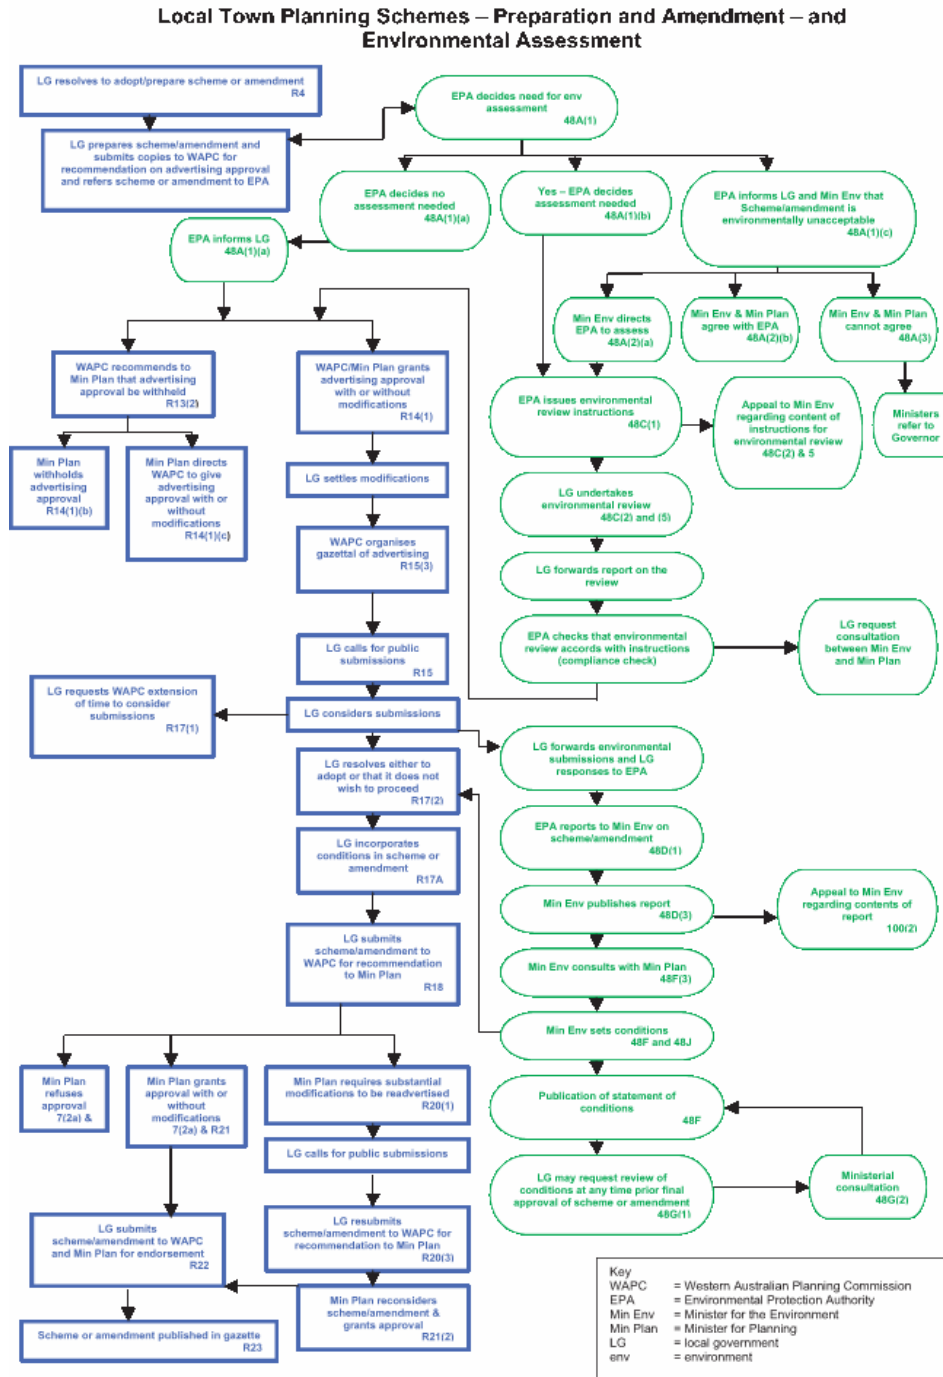 Local Town Planning Schemes – Preparation and Amendment – and
Environmental Assessment
LG resolves to adopt/prepare scheme or amendment
R4
EPA decides need for env
assessment
48A(1)
LG prepares scheme/amendment and
submits copies to WAPC for
recommendation on advertising approval
and refers scheme or amendment to EPA
EPA decides no
assessment needed
48A(1)(a)
Yes – EPA decides
assessment needed
48A(1)(b)
EPA informs LG and Min Env that
Scheme/amendment is
environmentally unacceptable
48A(1)(c)
EPA informs LG
48A(1)(a)
Min Env directs
EPA to assess
48A(2)(a)
Min Env & Min Plan
agree with EPA
48A(2)(b)
Min Env & Min Plan
cannot agree
48A(3)
WAPC recommends to
Min Plan that advertising
approval be withheld
R13(2)
WAPC/Min Plan grants
advertising approval
with or without
modifications
R14(1)
EPA issues environmental
review instructions
48C(1)
Appeal to Min Env
regarding content of
instructions for
environmental review
48C(2) & 5
Ministers
refer to
Governor
Min Plan
withholds
advertising
approval
R14(1)(b)
Min Plan directs
WAPC to give
advertising
approval with or
without
modifications
R14(1)(c)
LG settles modifications
LG undertakes
environmental review
48C(2) and (5)
WAPC organises
gazettal of advertising
R15(3)
LG forwards report on the
review
LG calls for public
submissions
R15
EPA checks that environmental
review accords with instructions
(compliance check)
LG request
consultation
between Min Env
and Min Plan
LG requests WAPC extension
of time to consider
submissions
R17(1)
LG considers submissions
LG forwards environmental
submissions and LG
responses to EPA
LG resolves either to
adopt or that it does not
wish to proceed
R17(2)
EPA reports to Min Env on
scheme/amendment
48D(1)
LG incorporates
conditions in scheme or
amendment
R17A
Min Env publishes report
48D(3)
Appeal to Min Env
regarding contents of
report
100(2)
LG submits
scheme/amendment to
WAPC for recommendation
to Min Plan
R18
Min Env consults with Min Plan
48F(3)
Min Env sets conditions
48F and 48J
Min Plan
refuses
approval
7(2a) &
Min Plan grants
approval with or
without
modifications
7(2a) & R21
Min Plan requires substantial
modifications to be readvertised
R20(1)
Publication of statement of
conditions
48F
LG calls for public submissions
LG may request review of
conditions at any time prior final
approval of scheme or amendment
48G(1)
Ministerial
consultation
48G(2)
LG submits
scheme/amendment to WAPC
and Min Plan for endorsement
R22
LG resubmits
scheme/amendment to WAPC for
recommendation to Min Plan
R20(3)
Min Plan reconsiders
scheme/amendment &
grants approval
R21(2)
Scheme or amendment published in gazette
R23
Key
WAPC = Western Australian Planning Commission
EPA = Environmental Protection Authority
Min Env = Minister for the Environment
Min Plan = Minister for Planning
LG = local government
env = environment